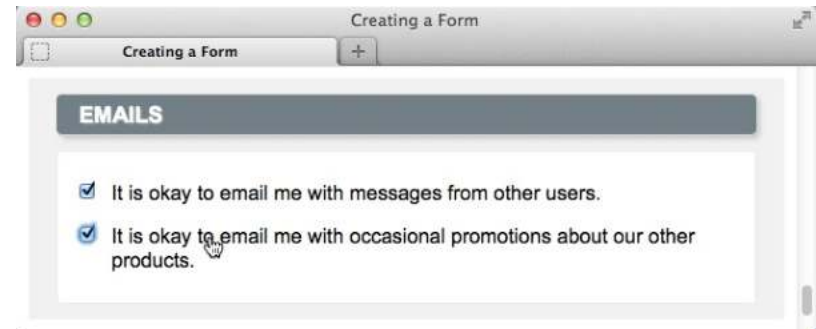 Creating a Form
Creating a Form
+
EMAILS
It is okay to email me with messages from other users.
It is okay to email me with occasional promotions about our other
products.